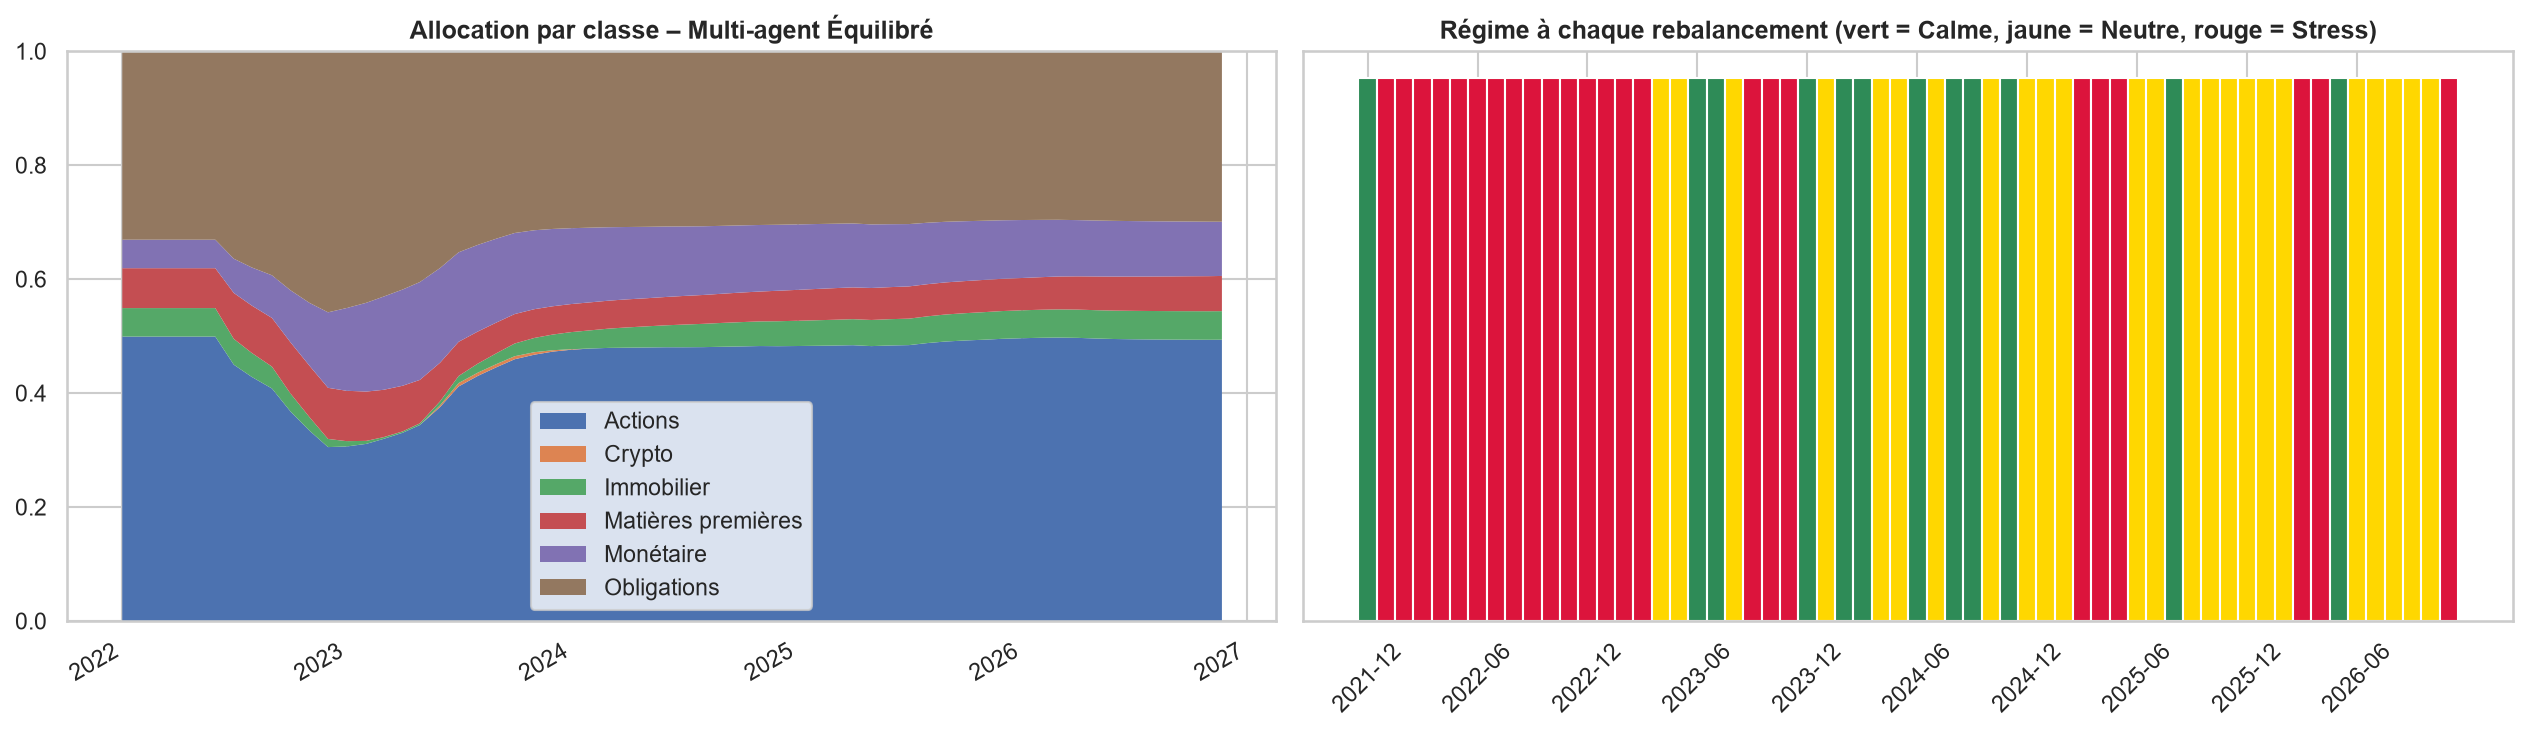 Allocation par classe – Multi-agent Équilibré
1.0
0.8
0.6
0.4
0.2
0.0
2022
2023
2024
2025
2026
2027
Actions
Crypto
Immobilier
Matières premières
Monétaire
Obligations
Régime à chaque rebalancement (vert = Calme, jaune = Neutre, rouge = Stress)
2021-12
2022-06
2022-12
2023-06
2023-12
2024-06
2024-12
2025-06
2025-12
2026-06